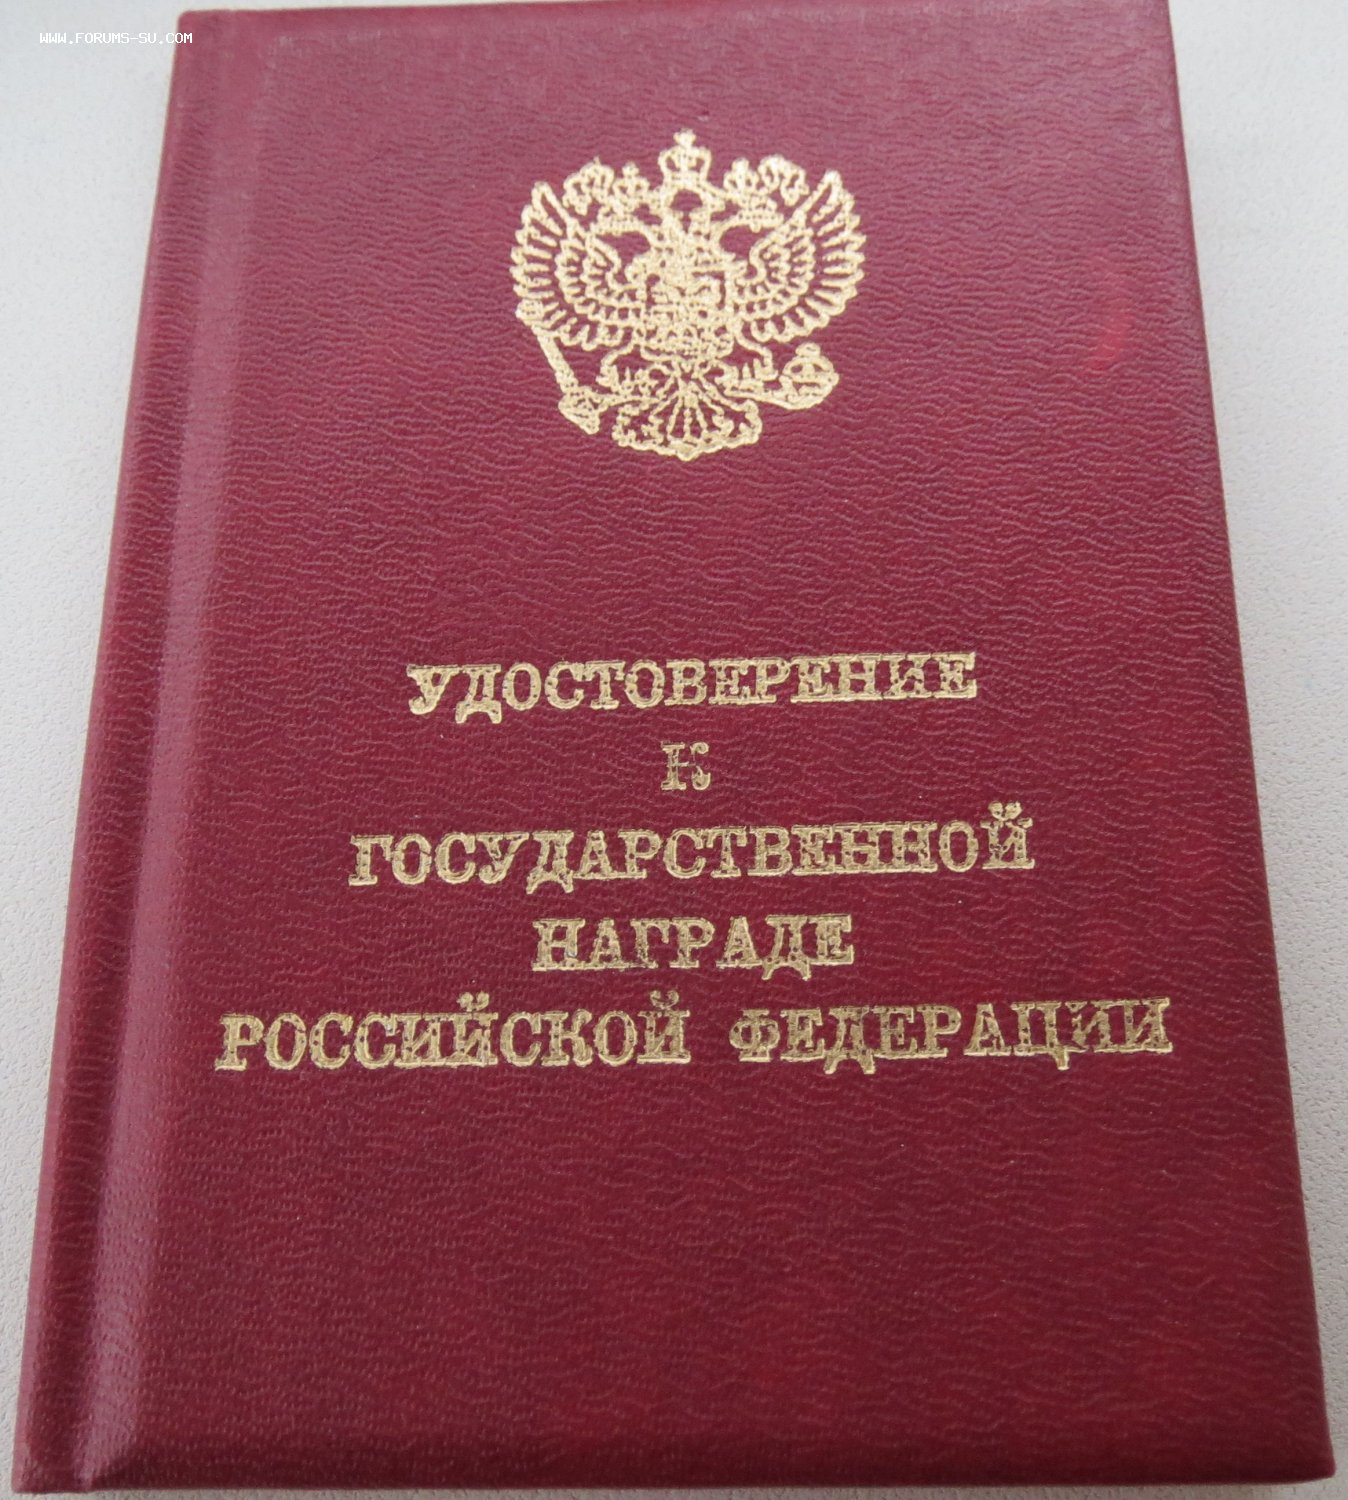 WWW.FORUMS-SU.COM
УДОСТОВЕРЕНИЕ
К
ГОСУДАРСТВЕННОЙ
НАГРАДЕ
РОССИЙСКОЙ ФЕДЕРАЦИИ